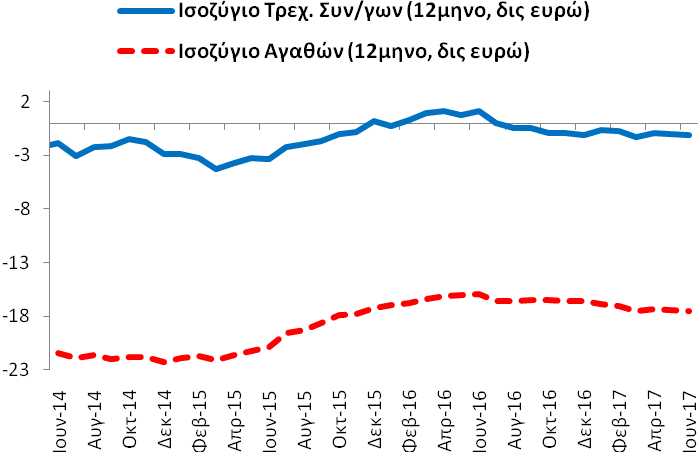 Ισοζύγιο Τρεχ. Συν/γων (12μηνο, δις ευρώ)
Ισοζύγιο Αγαθών (12μηνο, δις ευρώ)
2
-3
-8
-13
-18
-23
Ιουν-14
Αυγ-14
Οκτ-14
Δεκ-14
Φεβ-15
Απρ-15
Ιουν-15
Αυγ-15
Οκτ-15
Δεκ-15
Φεβ-16
Απρ-16
Ιουν-16
Αυγ-16
Οκτ-16
Δεκ-16
Φεβ-17
Απρ-17
Ιουν-17